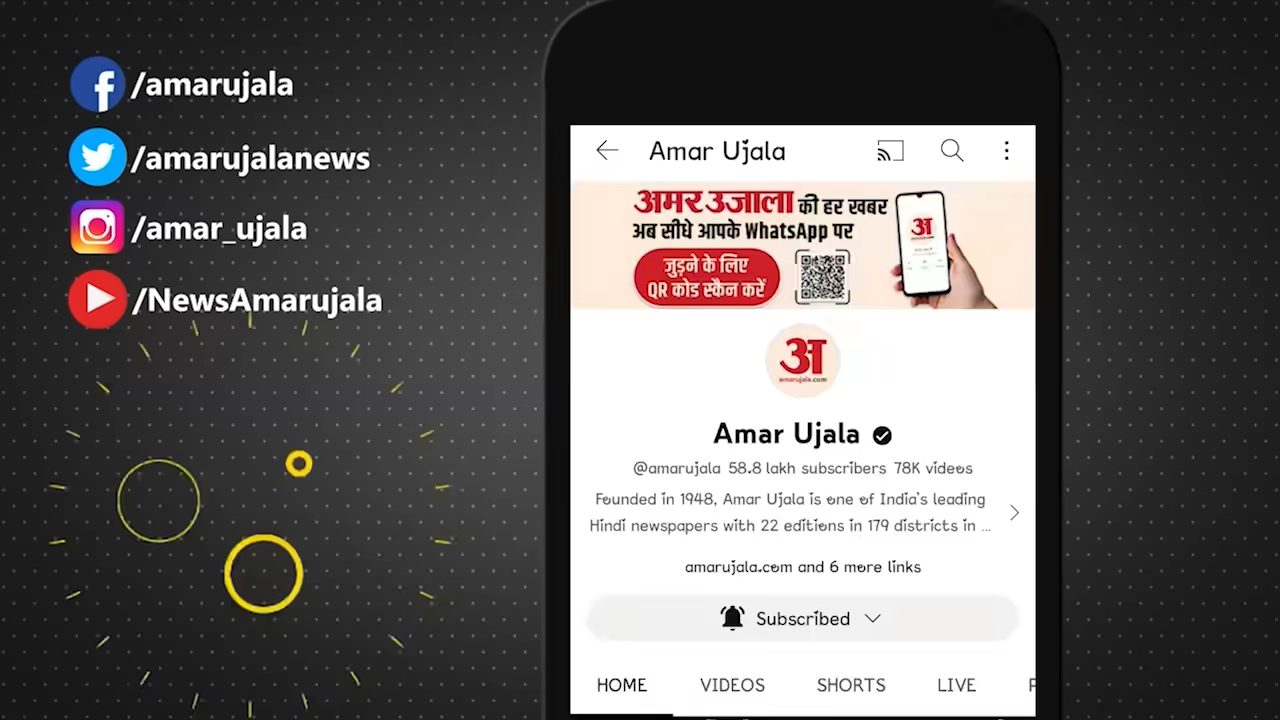 /amarujala
/amarujalanews
/amar_ujala
/NewsAmarujala
Amar Ujala
अमर उजाला की हर खबर
अब सीधे आपके WhatsApp पर
जुड़ने के लिए
QR कोड स्कैन करें
अ
अ
amarujala.com
Amar Ujala
@amarujala 58.8 lakh subscribers 78K videos
Founded in 1948, Amar Ujala is one of India's leading
Hindi newspapers with 22 editions in 179 districts in ...
amarujala.com and 6 more links
Subscribed
HOME VIDEOS SHORTS LIVE